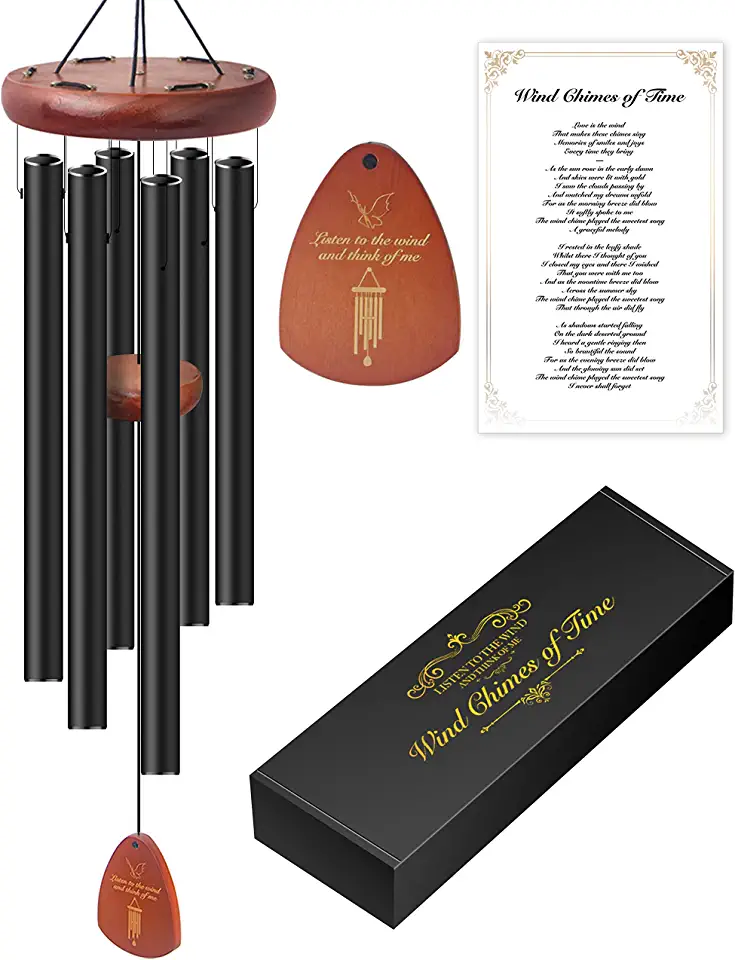 Wind Chimes of Time
Love is the wind
That makes these chimes sing
Memories of smiles and joys
Every time they bring
—
As the sun rose in the early dawn
And skies were lit with gold
I saw the clouds passing by
And watched my dreams unfold
For as the morning breeze did blow
It softly spoke to me
The wind chime played the sweetest song
A graceful melody
I rested in the leafy shade
Whilst there I thought of you
I closed my eyes and there I wished
That you were with me too
And as the noontime breeze did blow
Across the summer sky
The wind chime played the sweetest song
That through the air did fly
As shadows started falling
On the dark deserted ground
I heard a gentle ringing then
So beautiful the sound
For as the evening breeze did blow
And the glowing sun did set
The wind chime played the sweetest song
I never shall forget
Listen to the wind
and think of me
LISTEN TO THE WIND
AND THINK OF ME
Wind Chimes of Time
Listen to the wind
and think of me